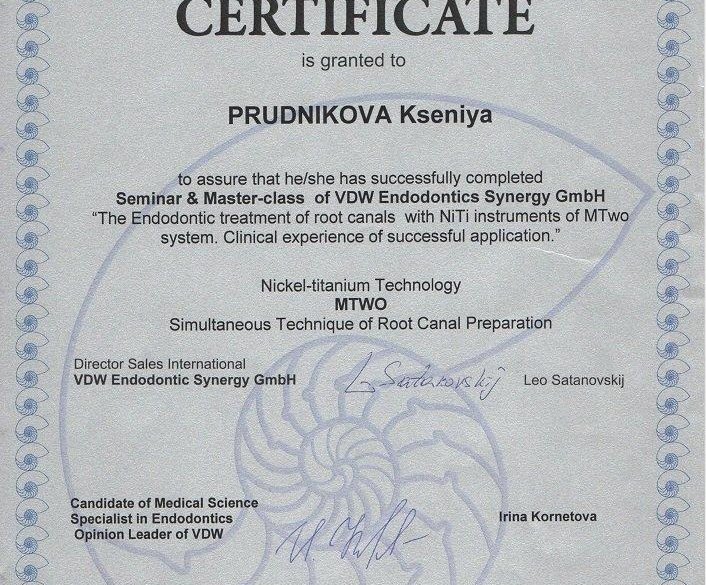 CERTIFICATE
is granted to
PRUDNIKOVA Kseniya
to assure that he/she has successfully completed
Seminar & Master-class of VDW Endodontics Synergy GmbH
“The Endodontic treatment of root canals with NiTi instruments of MTwo
system. Clinical experience of successful application.”
Nickel-titanium Technology
MTWO
Simultaneous Technique of Root Canal Preparation
Director Sales International
VDW Endodontic Synergy GmbH
L Satanovskij
Leo Satanovskij
Candidate of Medical Science
Specialist in Endodontics
Opinion Leader of VDW
Irina Kornetova